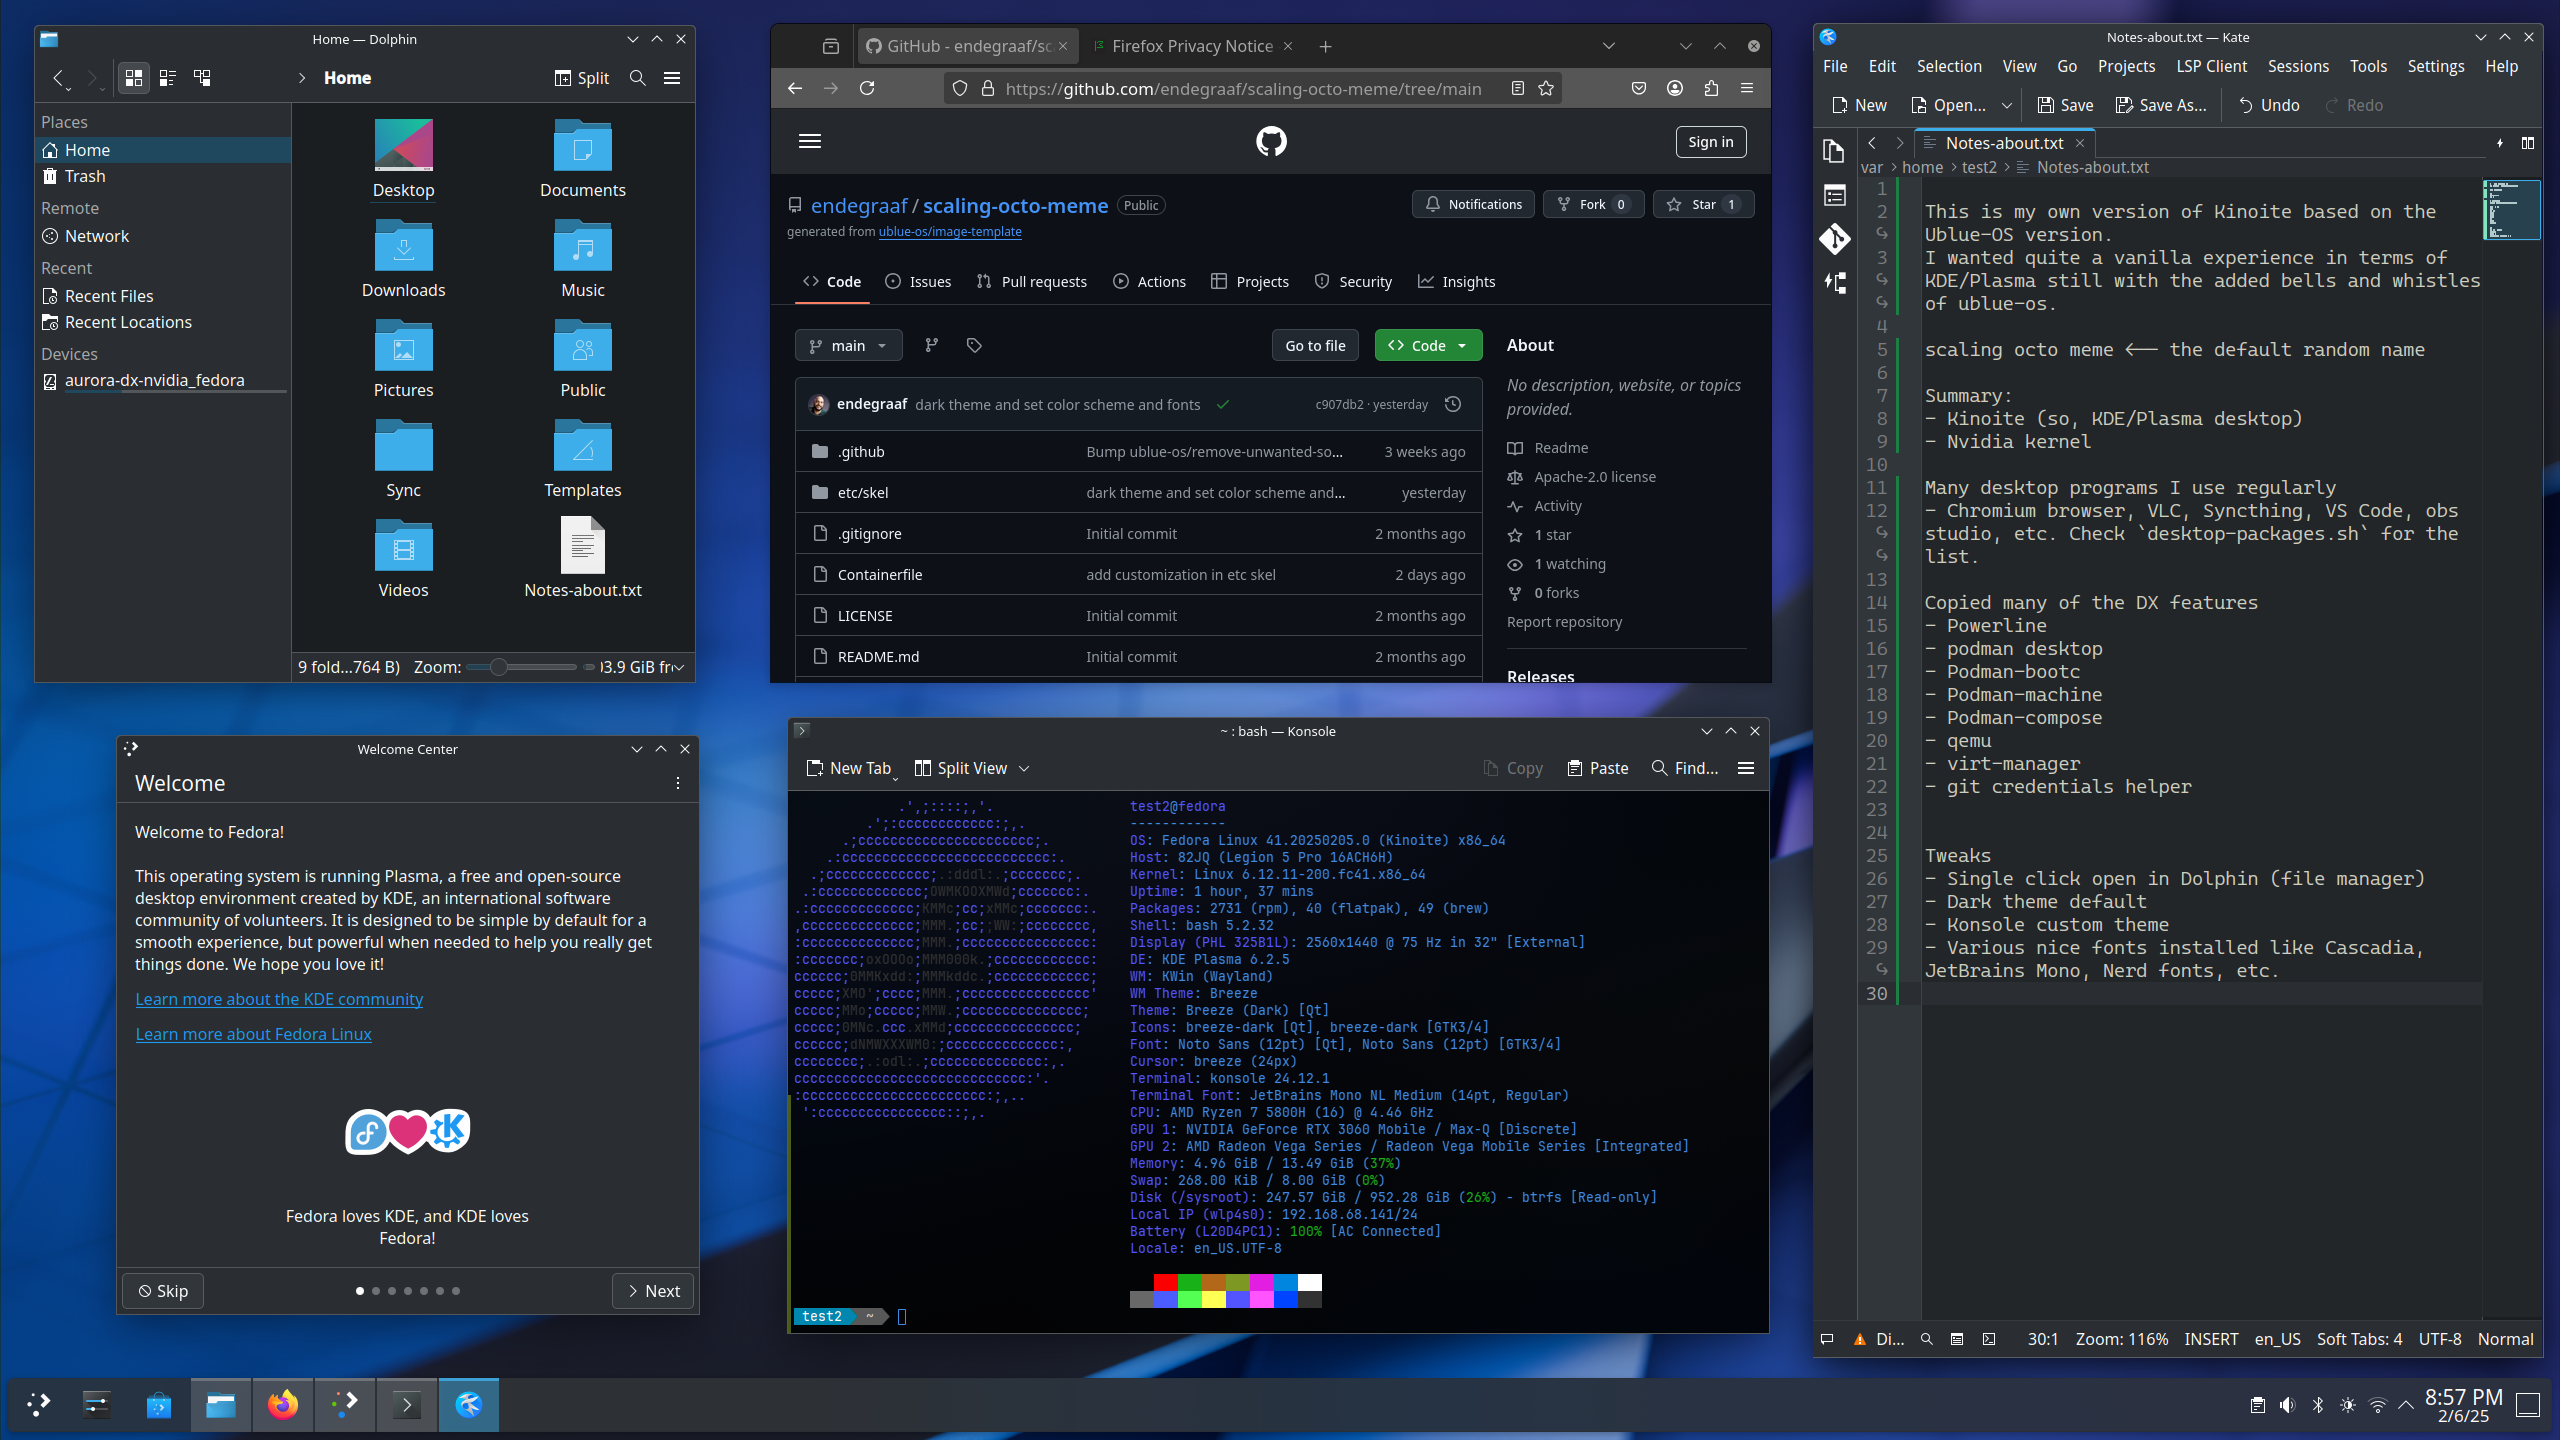 Home — Dolphin
Home
Split
Places
Home
Trash
Remote
Network
Recent
Recent Files
Recent Locations
Devices
aurora-dx-nvidia_fedora
Desktop
Documents
Downloads
Music
Pictures
Public
Sync
Templates
Videos
Notes-about.txt
9 fold...764 B)
Zoom:
3.9 GiB fr
Welcome Center
Welcome
Welcome to Fedora!
This operating system is running Plasma, a free and open-source
desktop environment created by KDE, an international software
community of volunteers. It is designed to be simple by default for a
smooth experience, but powerful when needed to help you really get
things done. We hope you love it!
Learn more about the KDE community
Learn more about Fedora Linux
Fedora loves KDE, and KDE loves
Fedora!
Skip
Next
GitHub - endegraaf/sc
Firefox Privacy Notice
https://github.com/endegraaf/scaling-octo-meme/tree/main
Sign in
endegraaf / scaling-octo-meme Public
Notifications
Fork 0
Star 1
generated from ublue-os/image-template
Code
Issues
Pull requests
Actions
Projects
Security
Insights
main
Go to file
Code
endegraaf dark theme and set color scheme and fonts
c907db2 · yesterday
.github Bump ublue-os/remove-unwanted-so... 3 weeks ago
etc/skel dark theme and set color scheme and... yesterday
.gitignore Initial commit 2 months ago
Containerfile add customization in etc skel 2 days ago
LICENSE Initial commit 2 months ago
README.md Initial commit 2 months ago
About
No description, website, or topics
provided.
Readme
Apache-2.0 license
Activity
1 star
1 watching
0 forks
Report repository
Releases
~ : bash — Konsole
New Tab
Split View
Copy
Paste
Find...
test2@fedora
------------
OS: Fedora Linux 41.20250205.0 (Kinoite) x86_64
Host: 82JQ (Legion 5 Pro 16ACH6H)
Kernel: Linux 6.12.11-200.fc41.x86_64
Uptime: 1 hour, 37 mins
Packages: 2731 (rpm), 40 (flatpak), 49 (brew)
Shell: bash 5.2.32
Display (PHL 325B1L): 2560x1440 @ 75 Hz in 32" [External]
DE: KDE Plasma 6.2.5
WM: KWin (Wayland)
WM Theme: Breeze
Theme: Breeze (Dark) [Qt]
Icons: breeze-dark [Qt], breeze-dark [GTK3/4]
Font: Noto Sans (12pt) [Qt], Noto Sans (12pt) [GTK3/4]
Cursor: breeze (24px)
Terminal: konsole 24.12.1
Terminal Font: JetBrains Mono NL Medium (14pt, Regular)
CPU: AMD Ryzen 7 5800H (16) @ 4.46 GHz
GPU 1: NVIDIA GeForce RTX 3060 Mobile / Max-Q [Discrete]
GPU 2: AMD Radeon Vega Series / Radeon Vega Mobile Series [Integrated]
Memory: 4.96 GiB / 13.49 GiB (37%)
Swap: 268.00 KiB / 8.00 GiB (0%)
Disk (/sysroot): 247.57 GiB / 952.28 GiB (26%) - btrfs [Read-only]
Local IP (wlp4s0): 192.168.68.141/24
Battery (L20D4PC1): 100% [AC Connected]
Locale: en_US.UTF-8
test2 ~
Notes-about.txt — Kate
File Edit Selection View Go Projects LSP Client Sessions Tools Settings Help
New
Open...
Save
Save As...
Undo
Redo
Notes-about.txt
var > home > test2 > Notes-about.txt
1
2 This is my own version of Kinoite based on the
Ublue-OS version.
3 I wanted quite a vanilla experience in terms of
KDE/Plasma still with the added bells and whistles
of ublue-os.
4
5 scaling octo meme <-- the default random name
6
7 Summary:
8 - Kinoite (so, KDE/Plasma desktop)
9 - Nvidia kernel
10
11 Many desktop programs I use regularly
12 - Chromium browser, VLC, Syncthing, VS Code, obs
studio, etc. Check `desktop-packages.sh` for the
list.
13
14 Copied many of the DX features
15 - Powerline
16 - podman desktop
17 - Podman-bootc
18 - Podman-machine
19 - Podman-compose
20 - qemu
21 - virt-manager
22 - git credentials helper
23
24
25 Tweaks
26 - Single click open in Dolphin (file manager)
27 - Dark theme default
28 - Konsole custom theme
29 - Various nice fonts installed like Cascadia,
JetBrains Mono, Nerd fonts, etc.
30
Di...
30:1
Zoom: 116%
INSERT
en_US
Soft Tabs: 4
UTF-8
Normal
8:57 PM
2/6/25